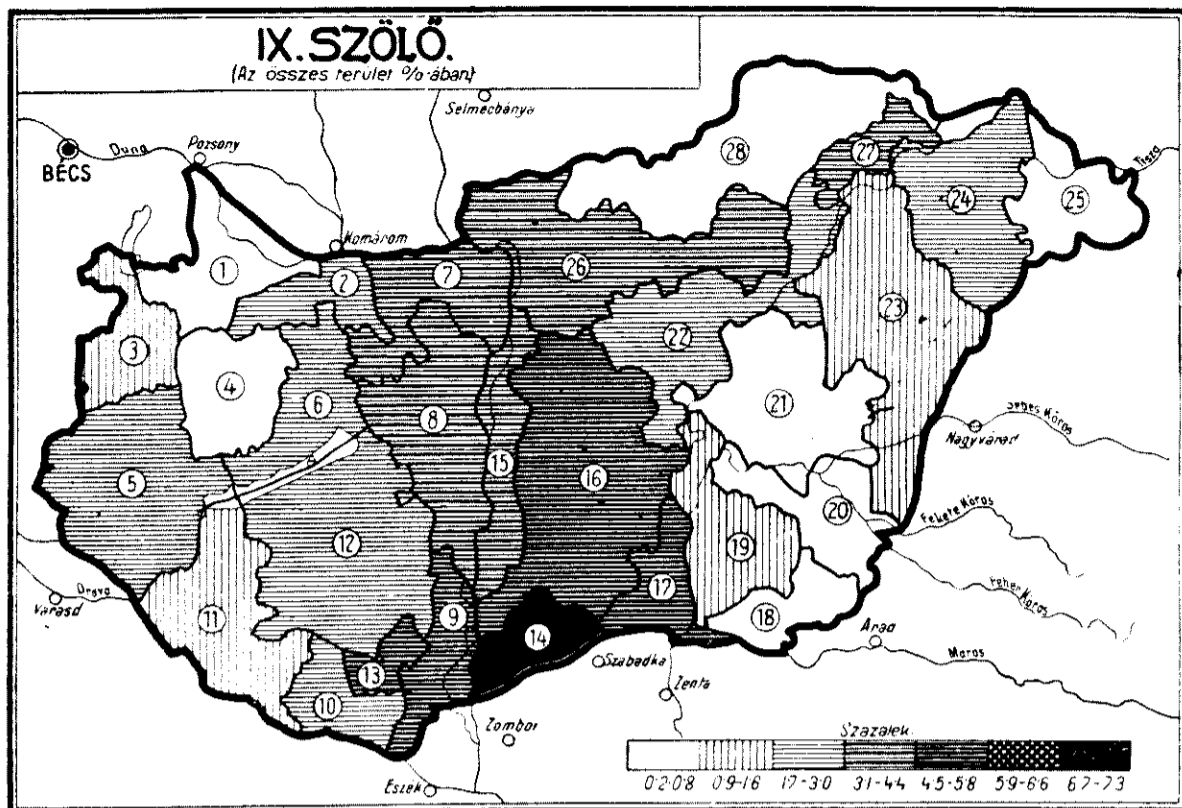 IX. SZŐLŐ.
(Az összes terület %-ában)
Selmecbánya
BÉCS
Duna
Pozsony
Komárom
Tisza
28
27
24
25
1
2
7
26
3
4
6
22
23
8
21
Sebes Körös
Nagyvárad
5
15
16
20
Fekete Körös
12
19
Varasd
Dráva
11
9
17
Fehér Körös
14
18
Arad
Maros
13
Szabadka
10
Zenta
Zombor
Eszék
Százalék
0·2-0·8 0·9-1·6 1·7-3·0 3·1-4·4 4·5-5·8 5·9-6·6 6·7-7·3